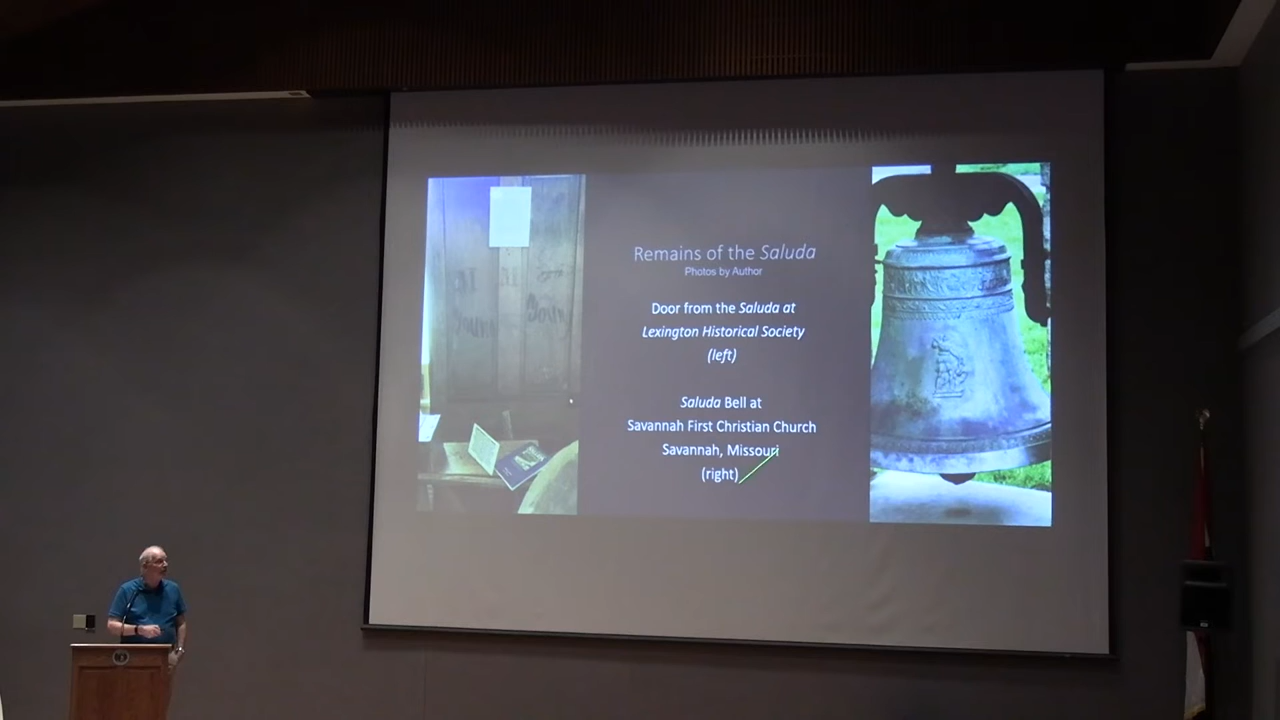 Remains of the Saluda
Photos by Author
Door from the Saluda at
Lexington Historical Society
(left)
Saluda Bell at
Savannah First Christian Church
Savannah, Missouri
(right)